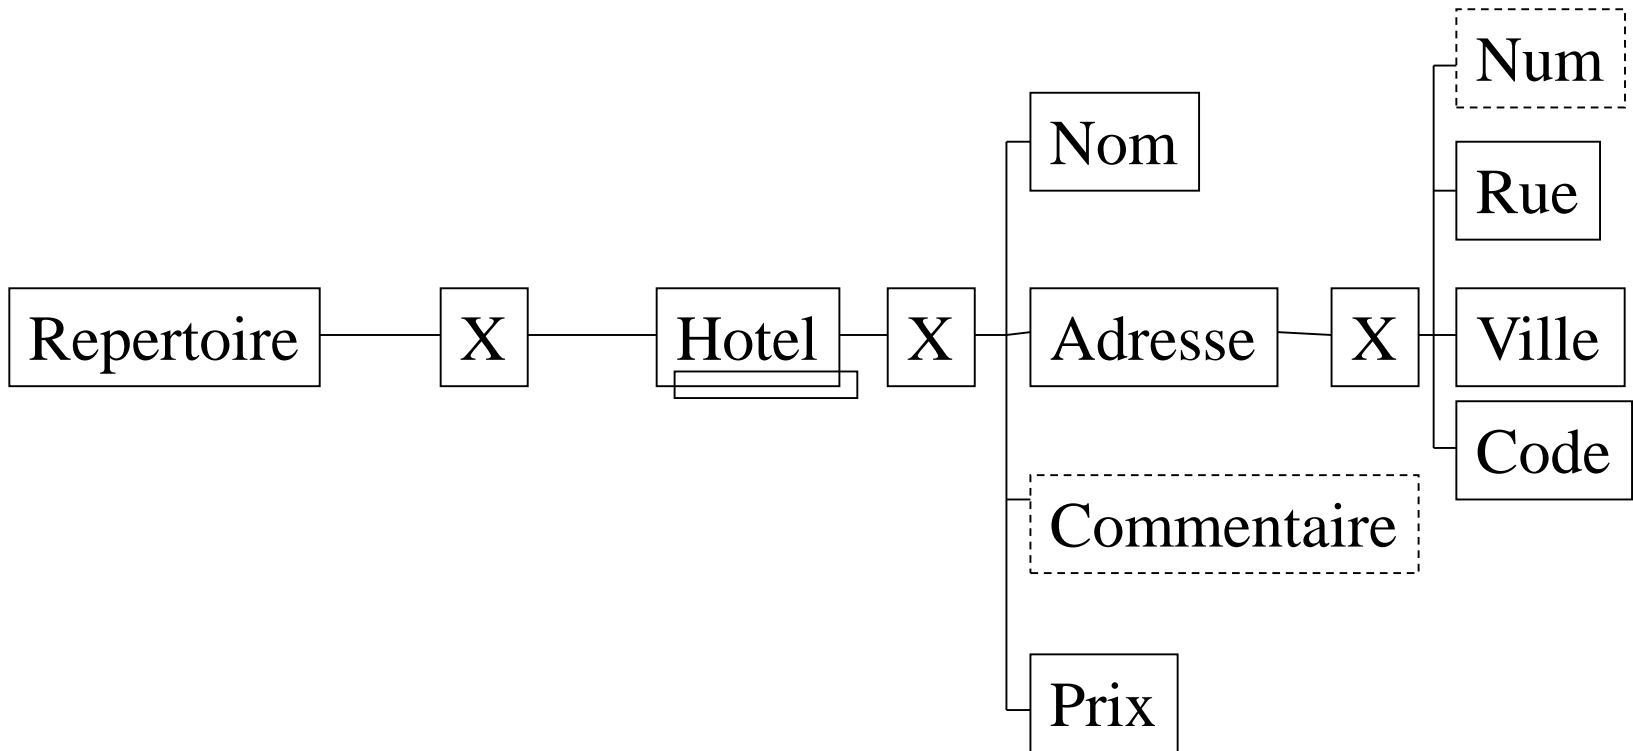 Repertoire
X
Hotel
X
Nom
Adresse
Commentaire
Prix
X
Num
Rue
Ville
Code